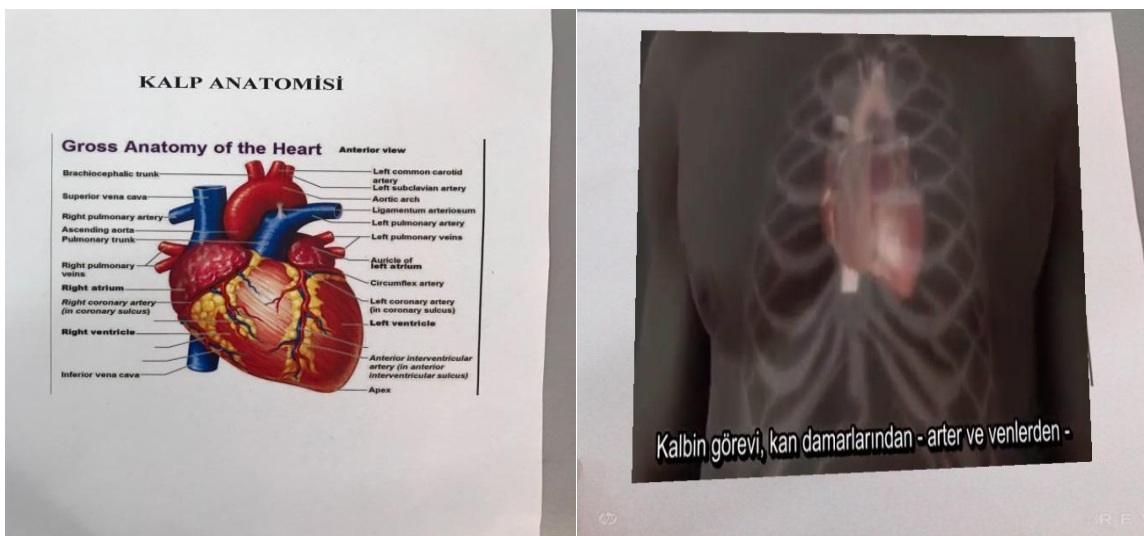 KALP ANATOMİSİ
Gross Anatomy of the Heart
Anterior view
Brachiocephalic trunk
Superior vena cava
Right pulmonary artery
Ascending aorta
Pulmonary trunk
Right pulmonary
veins
Right atrium
Right coronary artery
(in coronary sulcus)
Right ventricle
Inferior vena cava
Left common carotid
artery
Left subclavian artery
Aortic arch
Ligamentum arteriosum
Left pulmonary artery
Left pulmonary veins
Auricle of
left atrium
Circumflex artery
Left coronary artery
(in coronary sulcus)
Left ventricle
Anterior interventricular
artery (in anterior
interventricular sulcus)
Apex
Kalbin görevi, kan damarlarından - arter ve venlerden -
hp